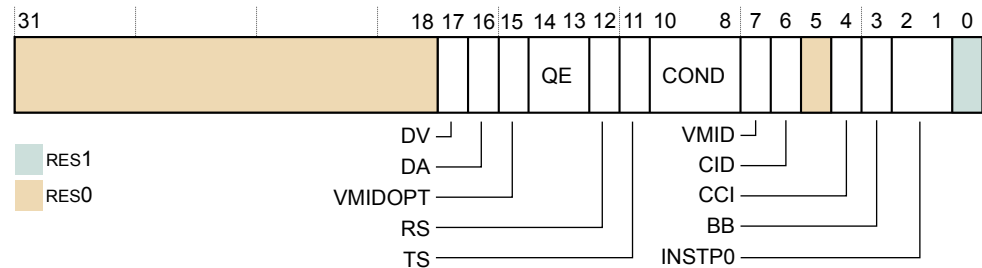 31 18 17 16 15 14 13 12 11 10 8 7 6 5 4 3 2 1 0
QE COND
DV
DA
VMIDOPT
RS
TS
VMID
CID
CCI
BB
INSTP0
RES1
RES0